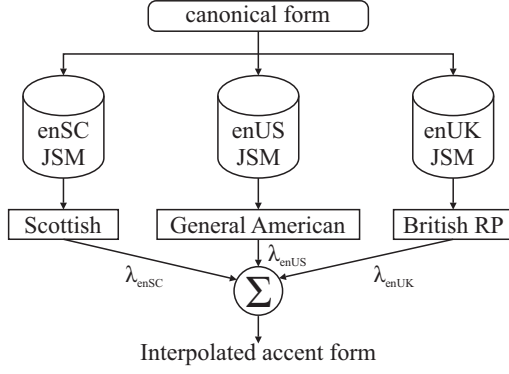 canonical form
enSC
JSM
enUS
JSM
enUK
JSM
Scottish
General American
British RP
λenSC
λenUS
λenUK
Σ
Interpolated accent form